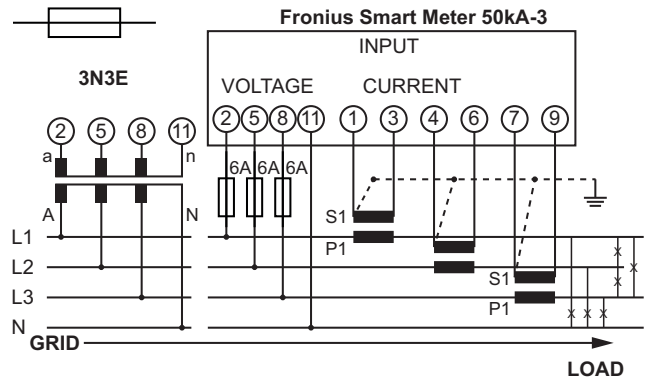 Fronius Smart Meter 50kA-3
INPUT
3N3E
VOLTAGE CURRENT
2 5 8 11 2 5 8 11 1 3 4 6 7 9
a n 6A 6A 6A
A N S1
L1 P1
L2
L3 S1
P1
N
GRID
LOAD